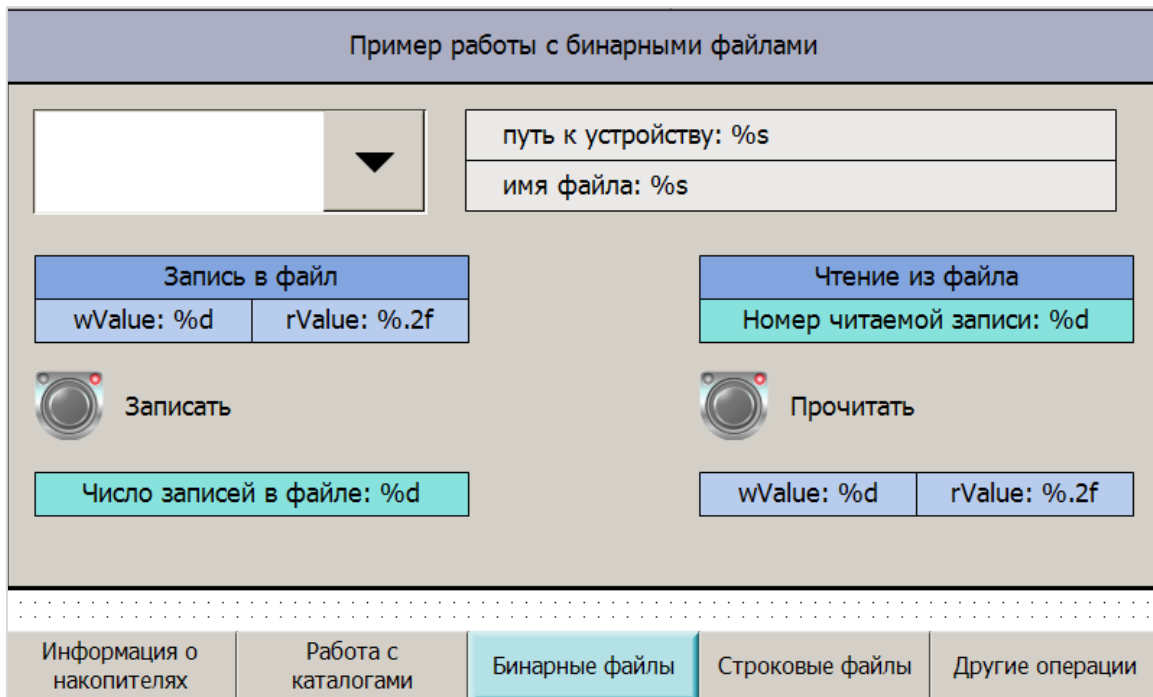 Пример работы с бинарными файлами
путь к устройству: %s
имя файла: %s
Запись в файл
wValue: %d
rValue: %.2f
Чтение из файла
Номер читаемой записи: %d
Записать
Прочитать
Число записей в файле: %d
wValue: %d
rValue: %.2f
Информация о
накопителях
Работа с
каталогами
Бинарные файлы
Строковые файлы
Другие операции